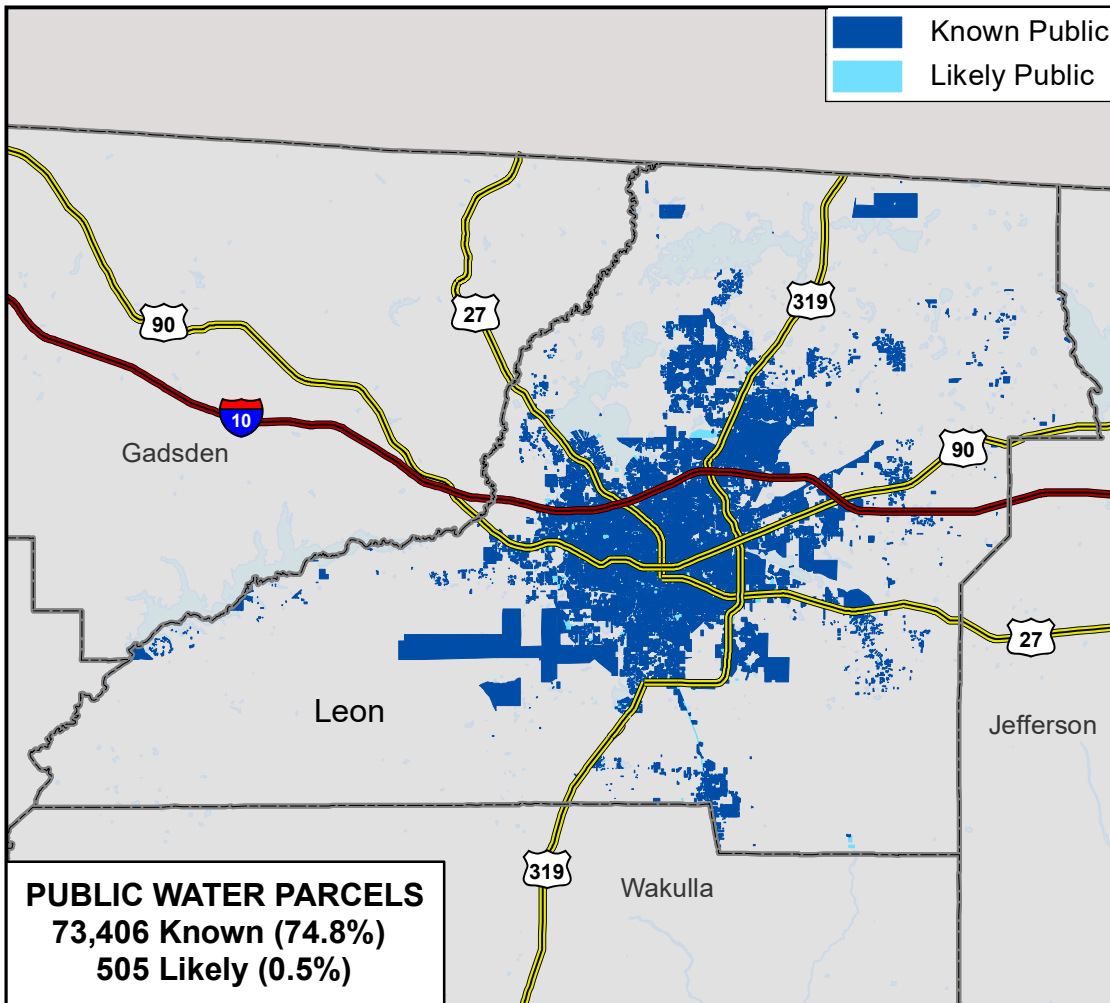 Known Public
Likely Public
90
27
319
10
Gadsden
90
27
Leon
Jefferson
319
Wakulla
PUBLIC WATER PARCELS
73,406 Known (74.8%)
505 Likely (0.5%)